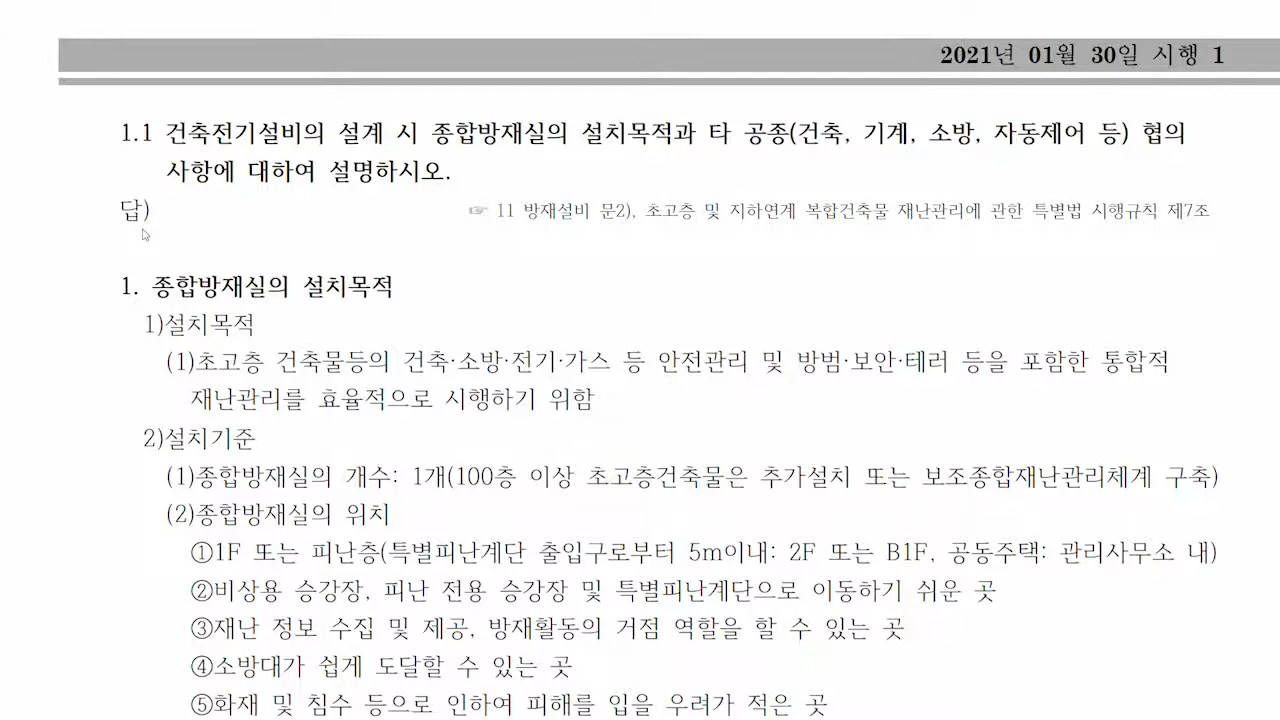 2021년 01월 30일 시행 1
1.1 건축전기설비의 설계 시 종합방재실의 설치목적과 타 공종(건축, 기계, 소방, 자동제어 등) 협의
사항에 대하여 설명하시오.
답)
☞ 11 방재설비 문2), 초고층 및 지하연계 복합건축물 재난관리에 관한 특별법 시행규칙 제7조
1. 종합방재실의 설치목적
1)설치목적
(1)초고층 건축물등의 건축·소방·전기·가스 등 안전관리 및 방범·보안·테러 등을 포함한 통합적
재난관리를 효율적으로 시행하기 위함
2)설치기준
(1)종합방재실의 개수: 1개(100층 이상 초고층건축물은 추가설치 또는 보조종합재난관리체계 구축)
(2)종합방재실의 위치
①1F 또는 피난층(특별피난계단 출입구로부터 5m이내: 2F 또는 B1F, 공동주택: 관리사무소 내)
②비상용 승강장, 피난 전용 승강장 및 특별피난계단으로 이동하기 쉬운 곳
③재난 정보 수집 및 제공, 방재활동의 거점 역할을 할 수 있는 곳
④소방대가 쉽게 도달할 수 있는 곳
⑤화재 및 침수 등으로 인하여 피해를 입을 우려가 적은 곳